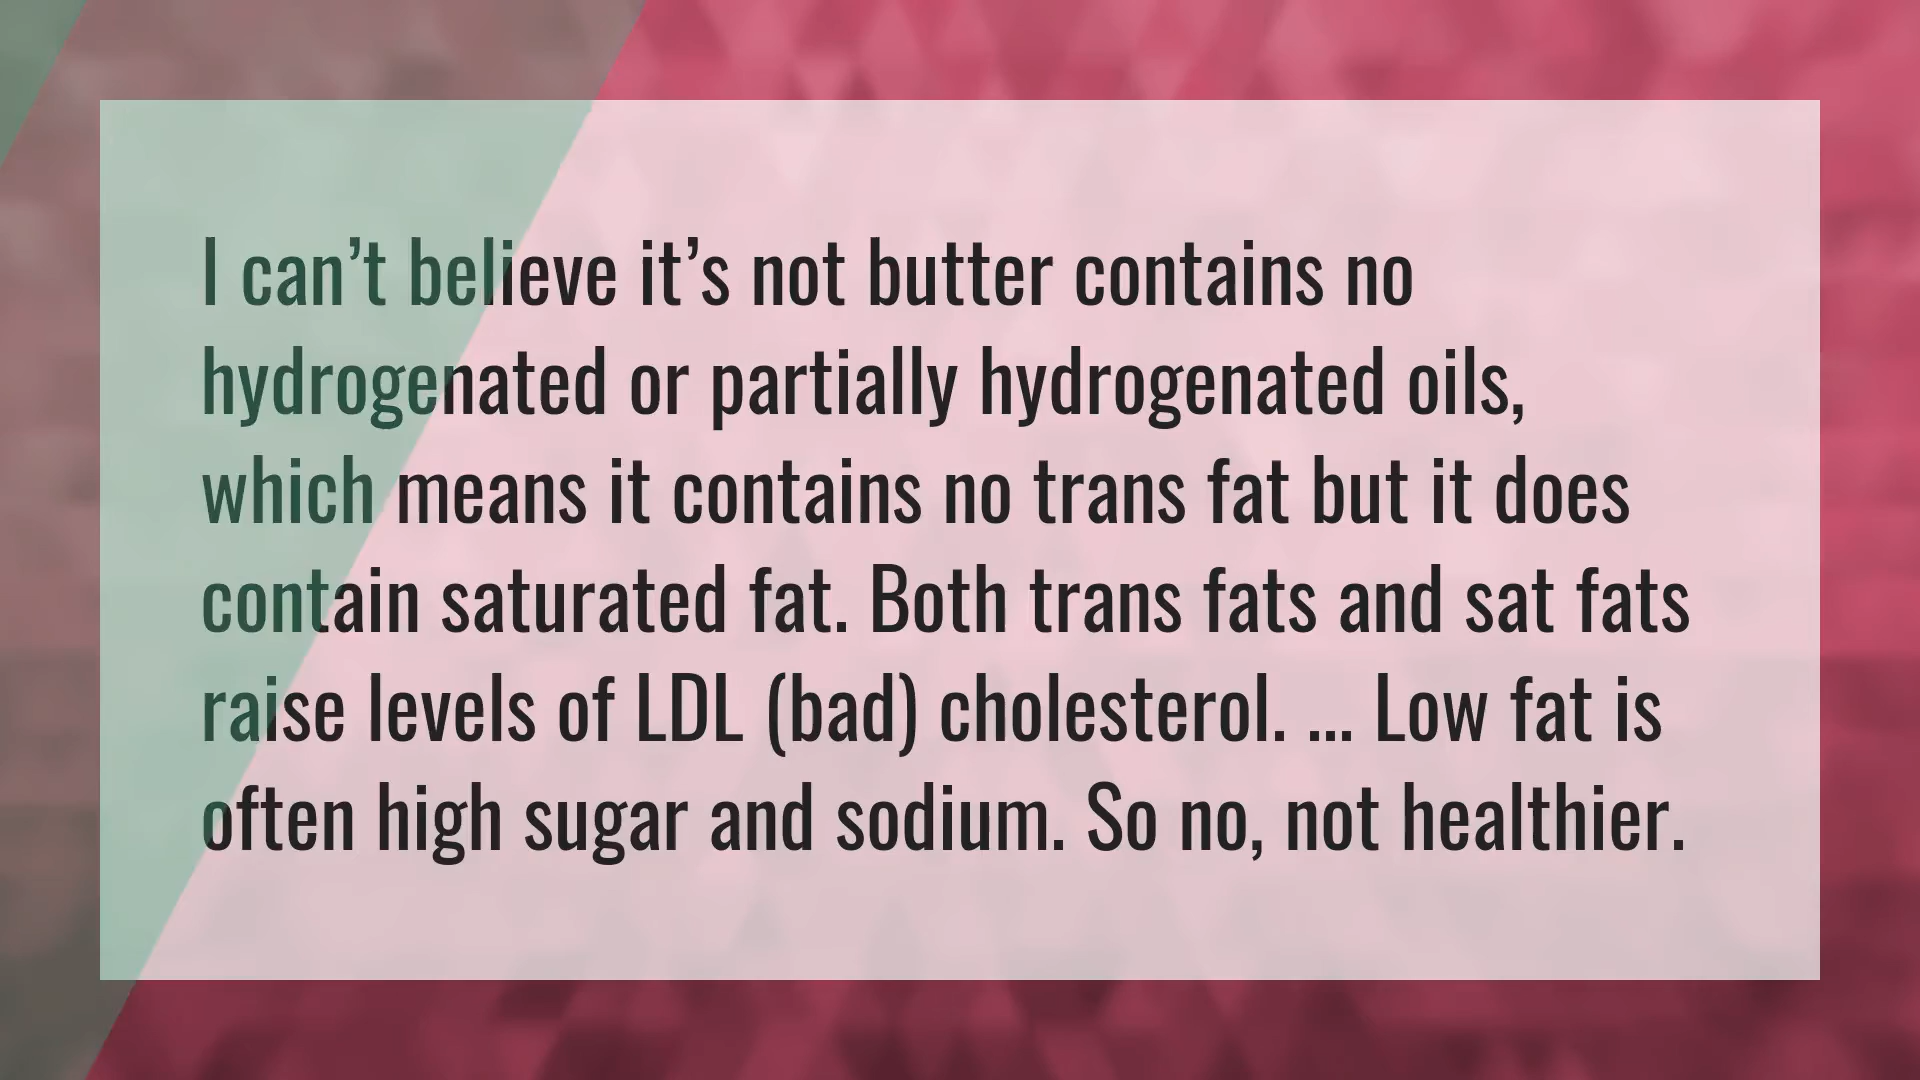 I can’t believe it’s not butter contains no
hydrogenated or partially hydrogenated oils,
which means it contains no trans fat but it does
contain saturated fat. Both trans fats and sat fats
raise levels of LDL (bad) cholesterol. ... Low fat is
often high sugar and sodium. So no, not healthier.